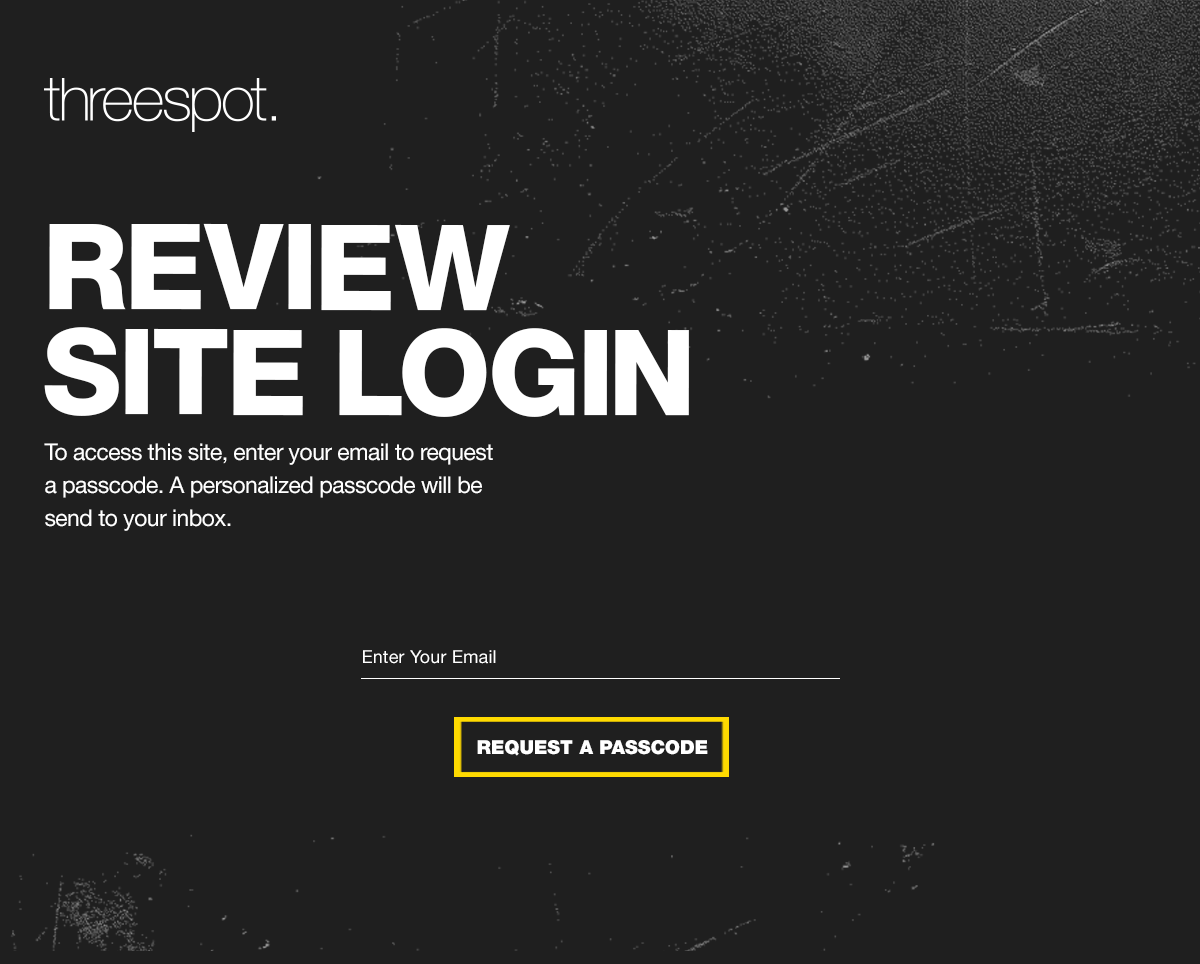 threespot.
REVIEW
SITE LOGIN
To access this site, enter your email to request
a passcode. A personalized passcode will be
send to your inbox.
Enter Your Email
REQUEST A PASSCODE